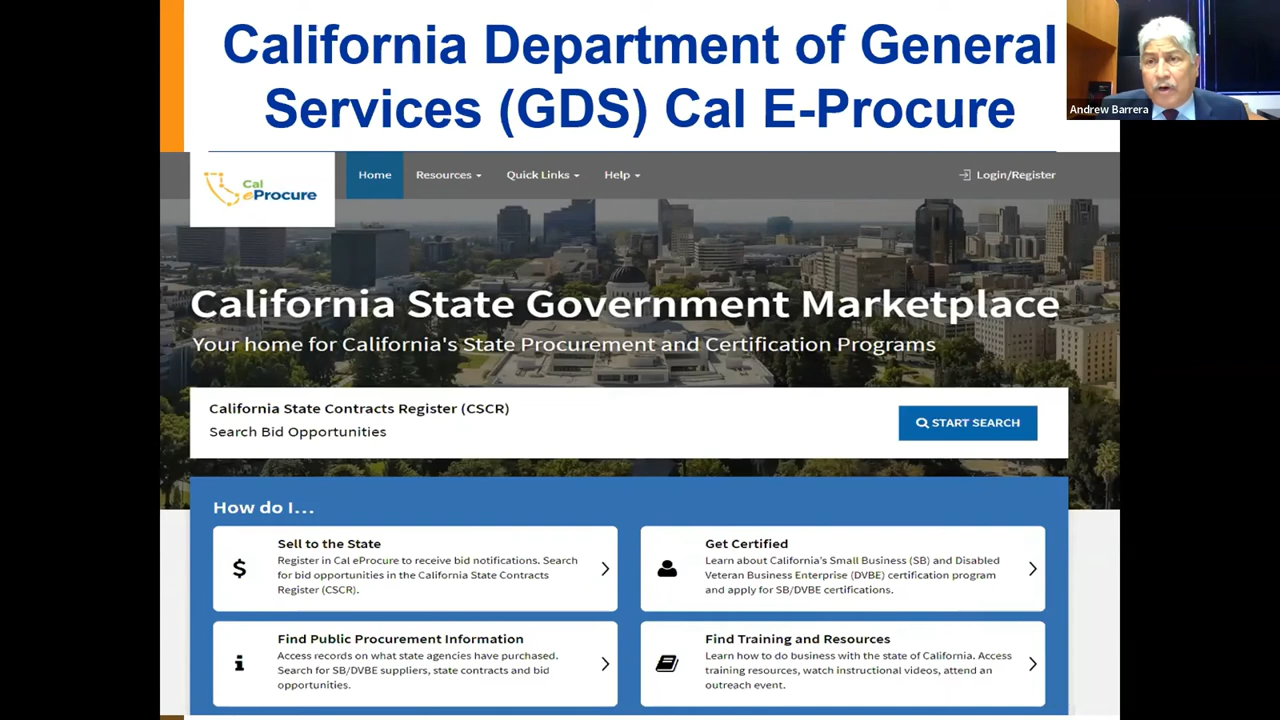 California Department of General
Services (GDS) Cal E-Procure
Andrew Barrera
Cal
eProcure
Home
Resources
Quick Links
Help
Login/Register
California State Government Marketplace
Your home for California's State Procurement and Certification Programs
California State Contracts Register (CSCR)
Search Bid Opportunities
START SEARCH
How do I...
Sell to the State
Register in Cal eProcure to receive bid notifications. Search
for bid opportunities in the California State Contracts
Register (CSCR).
Get Certified
Learn about California's Small Business (SB) and Disabled
Veteran Business Enterprise (DVBE) certification program
and apply for SB/DVBE certifications.
Find Public Procurement Information
Access records on what state agencies have purchased.
Search for SB/DVBE suppliers, state contracts and bid
opportunities.
Find Training and Resources
Learn how to do business with the state of California. Access
training resources, watch instructional videos, attend an
outreach event.